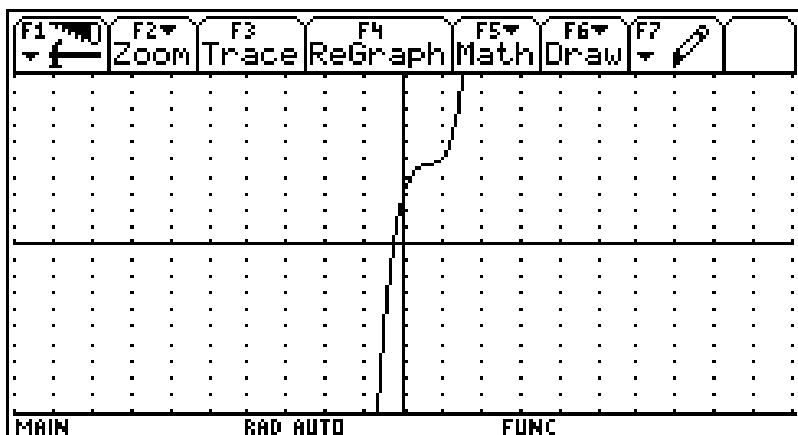 F1 F2 F3 F4 F5 F6 F7
Zoom Trace ReGraph Math Draw
MAIN RAD AUTO FUNC